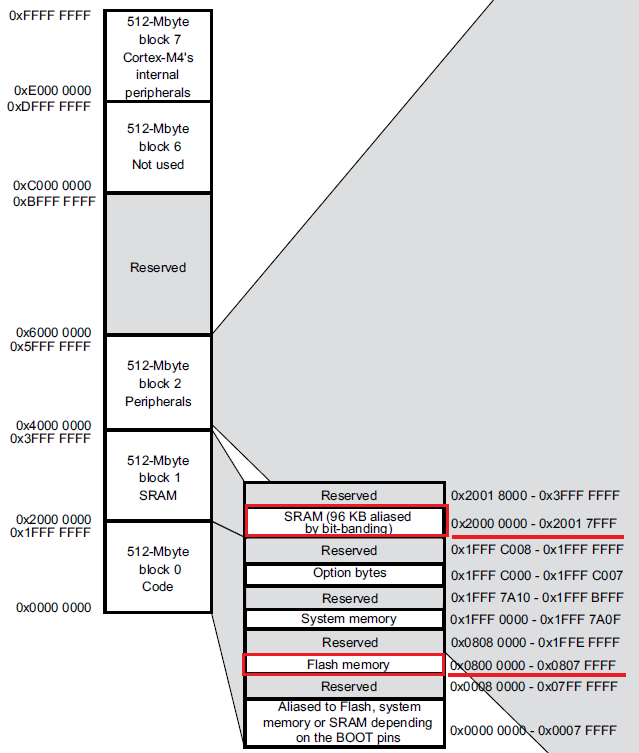 0xFFFF FFFF
512-Mbyte
block 7
Cortex-M4's
internal
peripherals
0xE000 0000
0xDFFF FFFF
512-Mbyte
block 6
Not used
0xC000 0000
0xBFFF FFFF
Reserved
0x6000 0000
0x5FFF FFFF
512-Mbyte
block 2
Peripherals
0x4000 0000
0x3FFF FFFF
512-Mbyte
block 1
SRAM
0x2000 0000
0x1FFF FFFF
512-Mbyte
block 0
Code
0x0000 0000
Reserved 0x2001 8000 - 0x3FFF FFFF
SRAM (96 KB aliased
by bit-banding) 0x2000 0000 - 0x2001 7FFF
Reserved 0x1FFF C008 - 0x1FFF FFFF
Option bytes 0x1FFF C000 - 0x1FFF C007
Reserved 0x1FFF 7A10 - 0x1FFF BFFF
System memory 0x1FFF 0000 - 0x1FFF 7A0F
Reserved 0x0808 0000 - 0x1FFE FFFF
Flash memory 0x0800 0000 - 0x0807 FFFF
Reserved 0x0008 0000 - 0x07FF FFFF
Aliased to Flash, system
memory or SRAM depending
on the BOOT pins 0x0000 0000 - 0x0007 FFFF